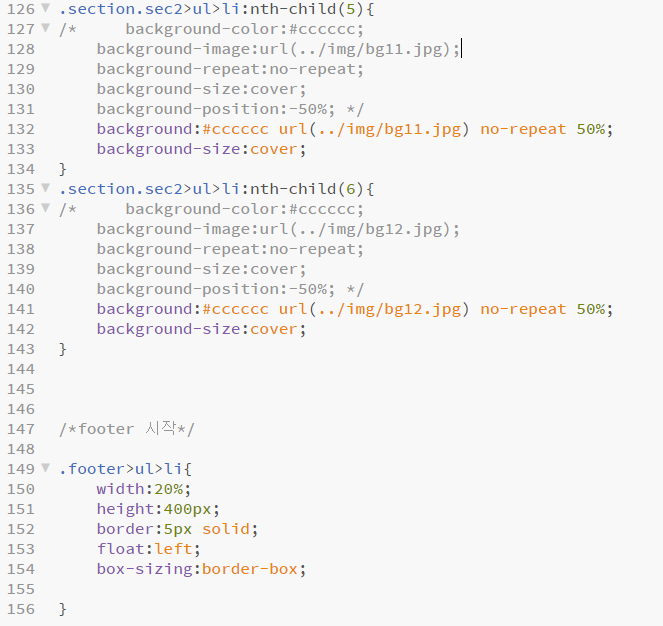 126 .section.sec2>ul>li:nth-child(5){
127 /*     background-color:#cccccc;
128     background-image:url(../img/bg11.jpg);
129     background-repeat:no-repeat;
130     background-size:cover;
131     background-position:-50%; */
132     background:#cccccc url(../img/bg11.jpg) no-repeat 50%;
133     background-size:cover;
134 }
135 .section.sec2>ul>li:nth-child(6){
136 /*     background-color:#cccccc;
137     background-image:url(../img/bg12.jpg);
138     background-repeat:no-repeat;
139     background-size:cover;
140     background-position:-50%; */
141     background:#cccccc url(../img/bg12.jpg) no-repeat 50%;
142     background-size:cover;
143 }
144
145
146
147 /*footer 시작*/
148
149 .footer>ul>li{
150     width:20%;
151     height:400px;
152     border:5px solid;
153     float:left;
154     box-sizing:border-box;
155
156 }